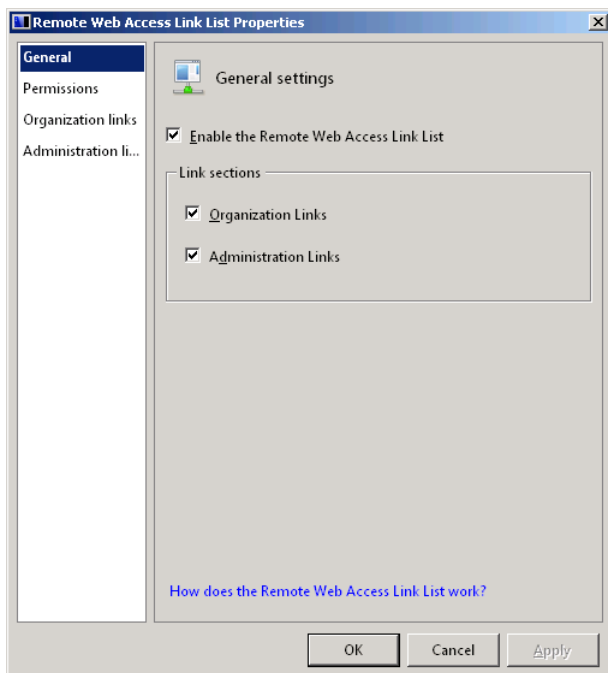 Remote Web Access Link List Properties
General
Permissions
Organization links
Administration li...
General settings
Enable the Remote Web Access Link List
Link sections
Organization Links
Administration Links
How does the Remote Web Access Link List work?
OK
Cancel
Apply